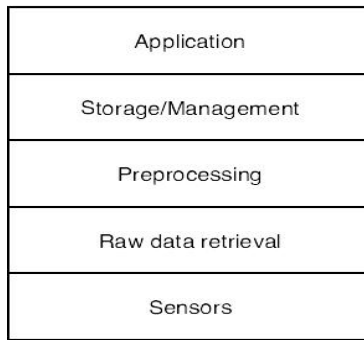 Application
Storage/Management
Preprocessing
Raw data retrieval
Sensors